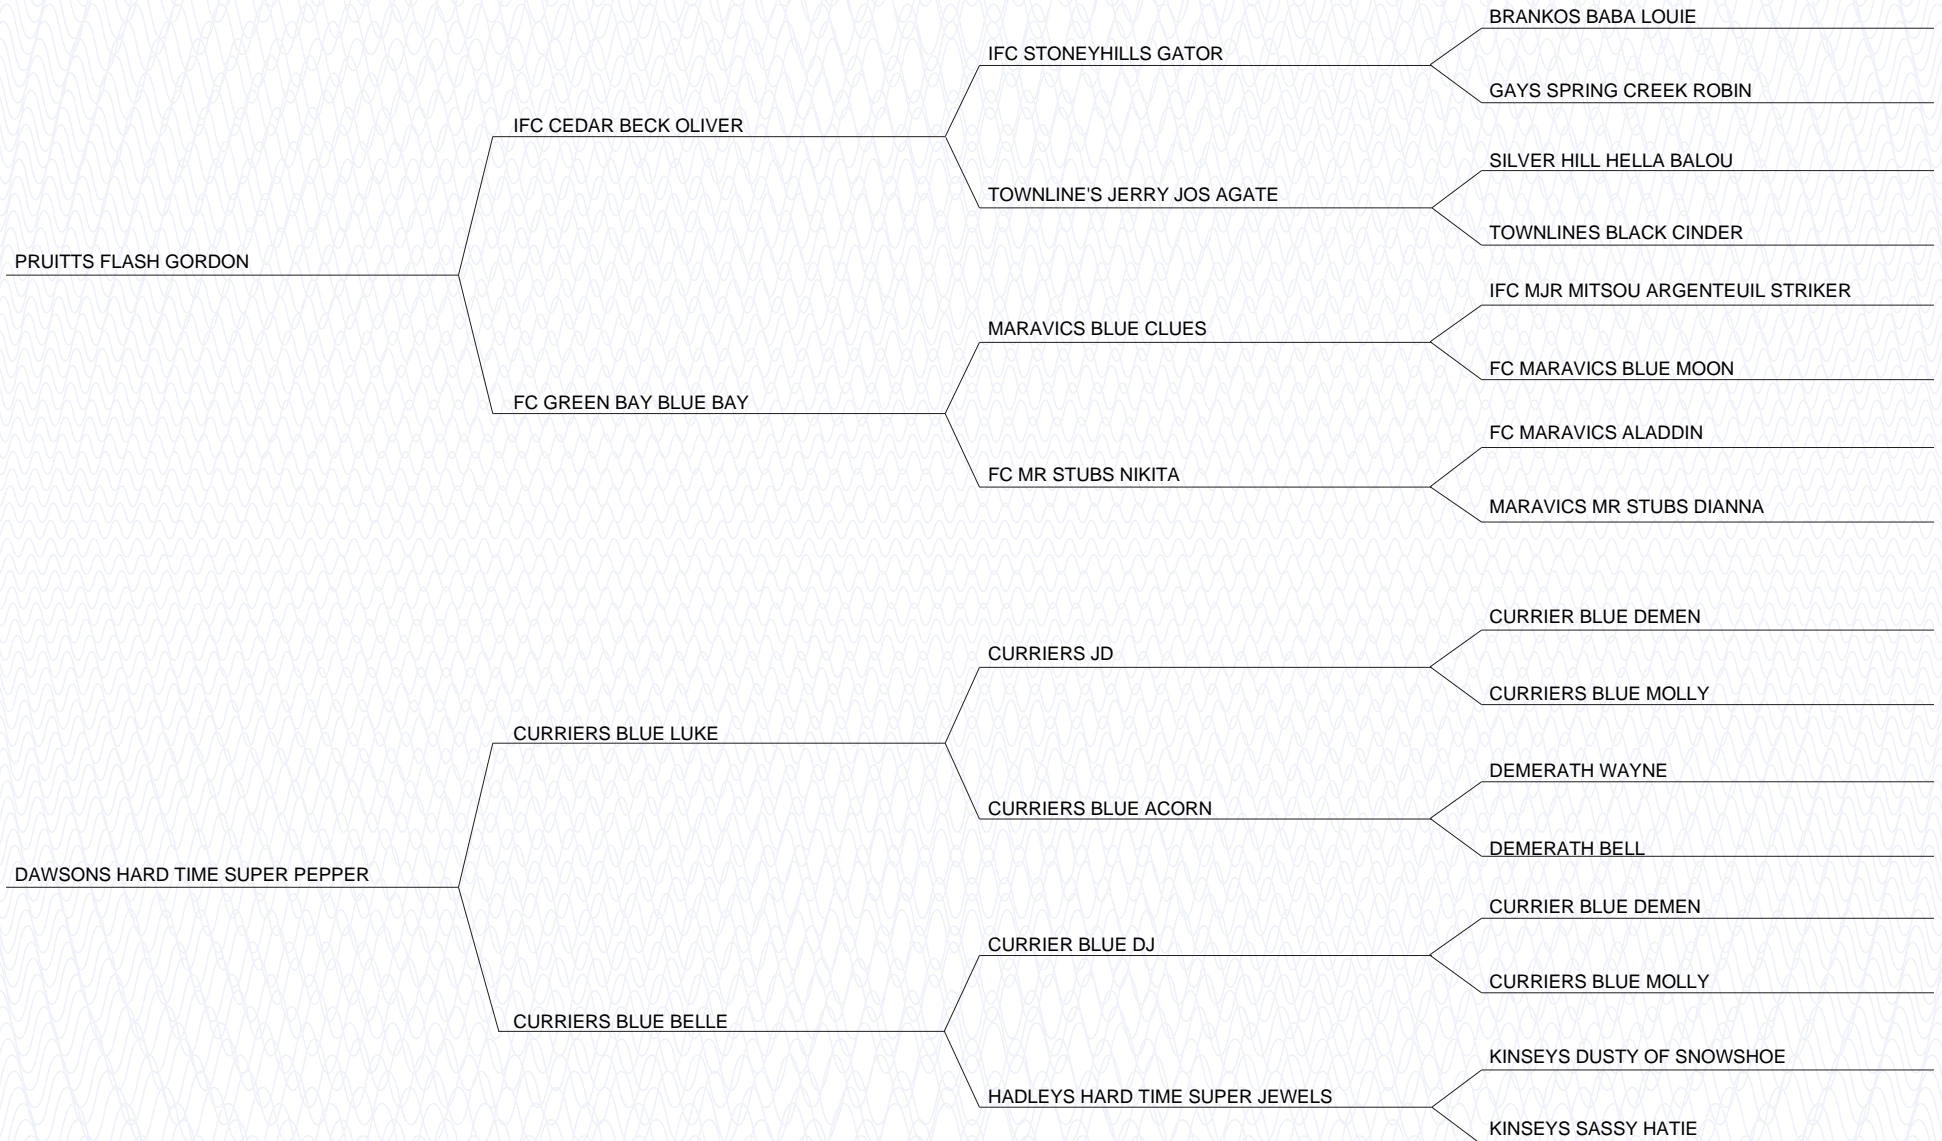 BRANKOS BABA LOUIE
IFC STONEYHILLS GATOR
GAYS SPRING CREEK ROBIN
IFC CEDAR BECK OLIVER
SILVER HILL HELLA BALOU
TOWNLINE'S JERRY JOS AGATE
TOWNLINES BLACK CINDER
PRUITTS FLASH GORDON
IFC MJR MITSOU ARGENTEUIL STRIKER
MARAVICS BLUE CLUES
FC MARAVICS BLUE MOON
FC GREEN BAY BLUE BAY
FC MARAVICS ALADDIN
FC MR STUBS NIKITA
MARAVICS MR STUBS DIANNA
CURRIER BLUE DEMEN
CURRIERS JD
CURRIERS BLUE MOLLY
CURRIERS BLUE LUKE
DEMERATH WAYNE
CURRIERS BLUE ACORN
DEMERATH BELL
DAWSONS HARD TIME SUPER PEPPER
CURRIER BLUE DEMEN
CURRIER BLUE DJ
CURRIERS BLUE MOLLY
CURRIERS BLUE BELLE
KINSEYS DUSTY OF SNOWSHOE
HADLEYS HARD TIME SUPER JEWELS
KINSEYS SASSY HATIE